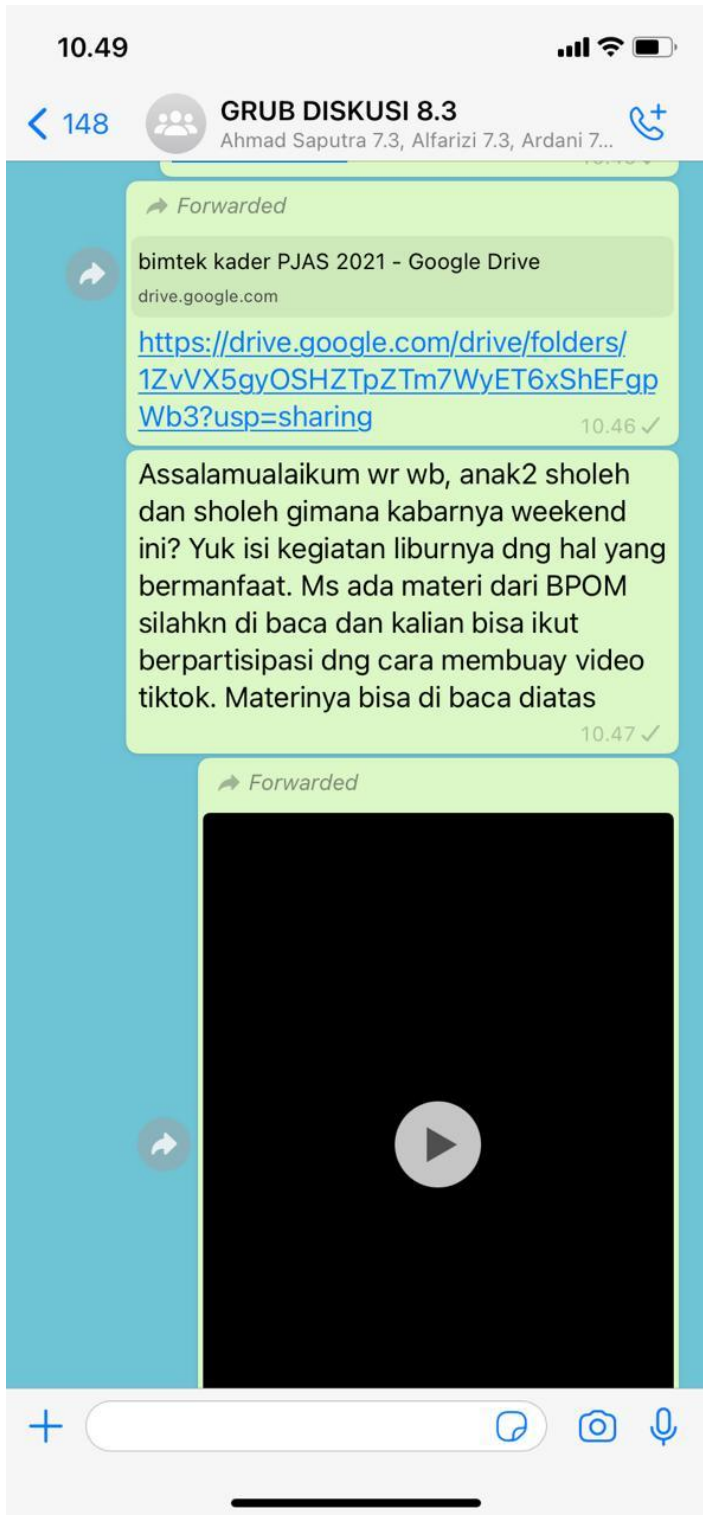 10.49
148
GRUB DISKUSI 8.3
Ahmad Saputra 7.3, Alfarizi 7.3, Ardani 7...
Forwarded
bimtek kader PJAS 2021 - Google Drive
drive.google.com
https://drive.google.com/drive/folders/
1ZvVX5gyOSHZTpZTm7WyET6xShEFgp
Wb3?usp=sharing
10.46
Assalamualaikum wr wb, anak2 sholeh
dan sholeh gimana kabarnya weekend
ini? Yuk isi kegiatan liburnya dng hal yang
bermanfaat. Ms ada materi dari BPOM
silahkn di baca dan kalian bisa ikut
berpartisipasi dng cara membuay video
tiktok. Materinya bisa di baca diatas
10.47
Forwarded